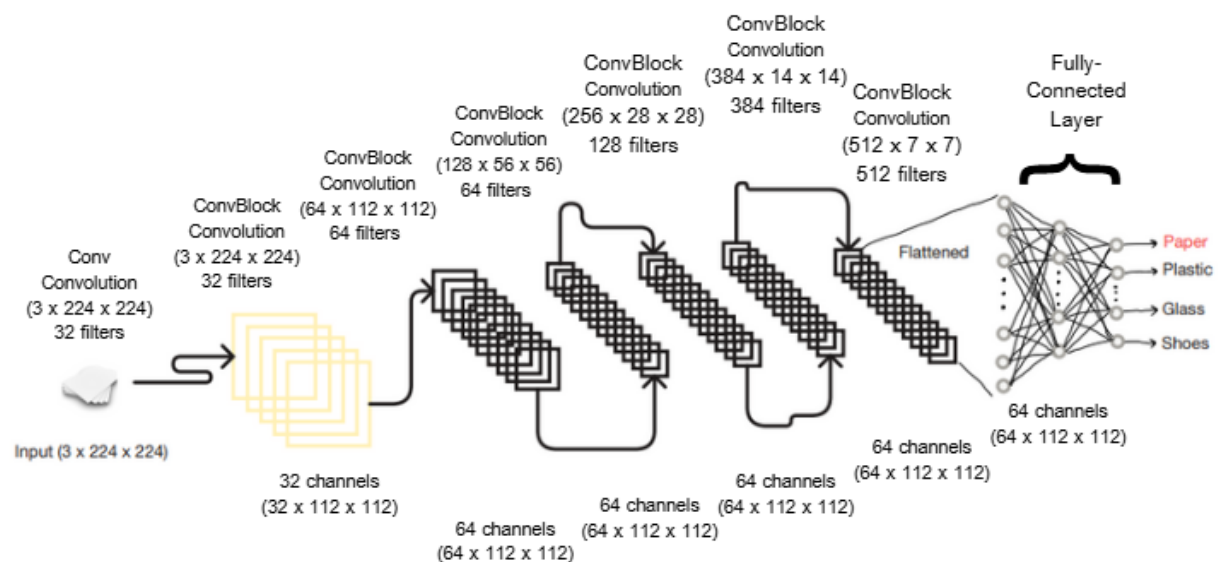 Conv
Convolution
(3 x 224 x 224)
32 filters
ConvBlock
Convolution
(3 x 224 x 224)
32 filters
ConvBlock
Convolution
(64 x 112 x 112)
64 filters
ConvBlock
Convolution
(128 x 56 x 56)
64 filters
ConvBlock
Convolution
(256 x 28 x 28)
128 filters
ConvBlock
Convolution
(384 x 14 x 14)
384 filters
ConvBlock
Convolution
(512 x 7 x 7)
512 filters
Fully-
Connected
Layer
Flattened
Paper
Plastic
Glass
Shoes
Input (3 x 224 x 224)
32 channels
(32 x 112 x 112)
64 channels
(64 x 112 x 112)
64 channels
(64 x 112 x 112)
64 channels
(64 x 112 x 112)
64 channels
(64 x 112 x 112)
64 channels
(64 x 112 x 112)